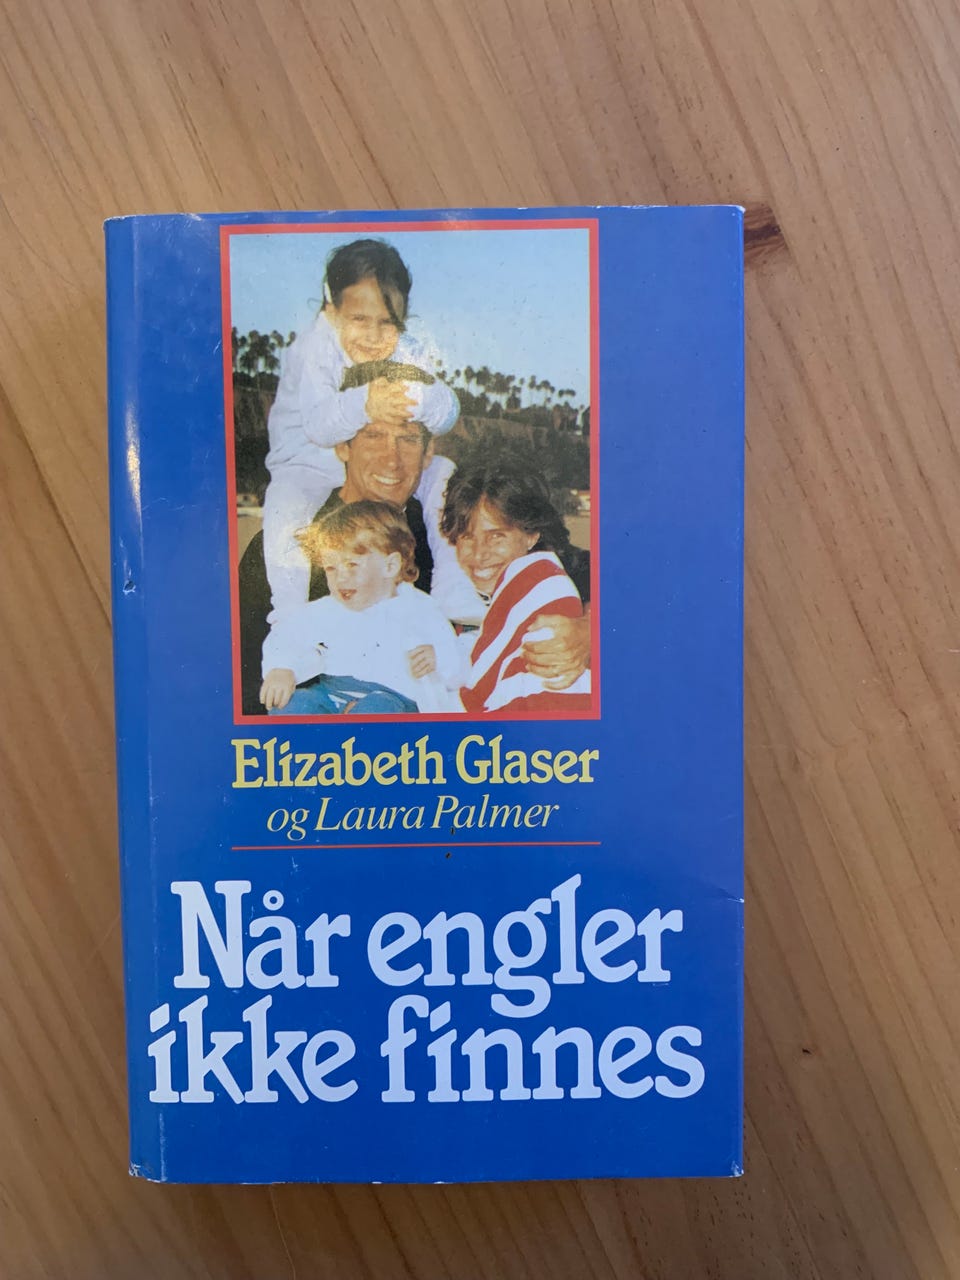 Elizabeth Glaser
og Laura Palmer
Når engler
ikke finnes